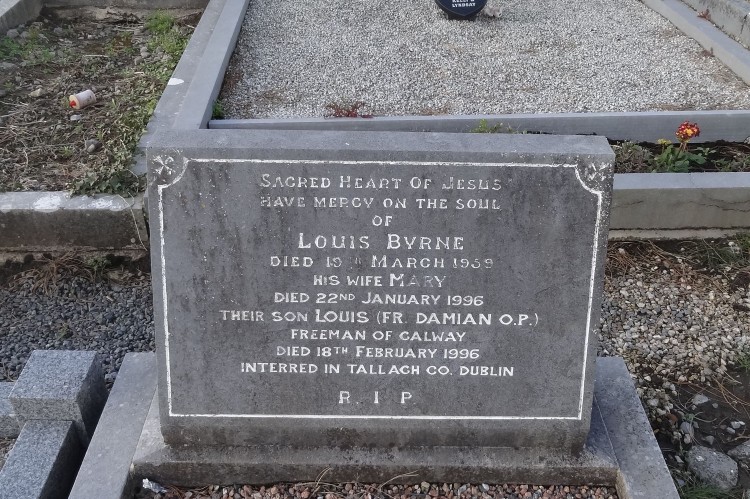 KELLY &
LYNDSAY
SACRED HEART OF JESUS
HAVE MERCY ON THE SOUL
OF
LOUIS BYRNE
DIED 19TH MARCH 1959
HIS WIFE MARY
DIED 22ND JANUARY 1996
THEIR SON LOUIS (FR. DAMIAN O.P.)
FREEMAN OF GALWAY
DIED 18TH FEBRUARY 1996
INTERRED IN TALLAGH CO. DUBLIN
R.I.P.